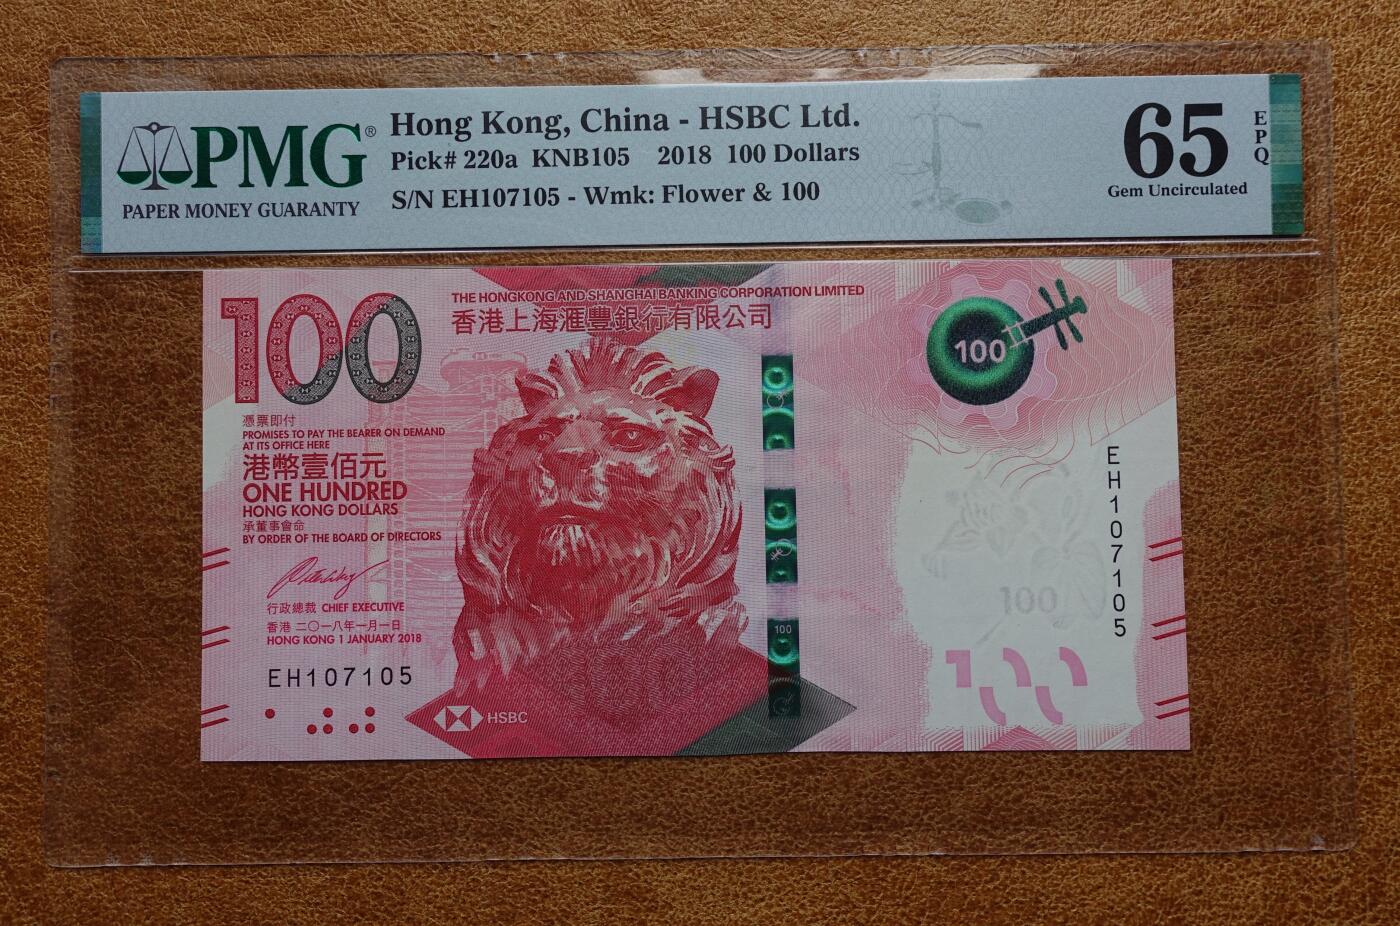 PMG®
PAPER MONEY GUARANTY
Hong Kong, China - HSBC Ltd.
Pick# 220a KNB105 2018 100 Dollars
S/N EH107105 - Wmk: Flower & 100
65
EPQ
Gem Uncirculated
100
THE HONGKONG AND SHANGHAI BANKING CORPORATION LIMITED
香港上海滙豐銀行有限公司
100
憑票即付
PROMISES TO PAY THE BEARER ON DEMAND
AT ITS OFFICE HERE
港幣壹佰元
ONE HUNDRED
HONG KONG DOLLARS
承董事會命
BY ORDER OF THE BOARD OF DIRECTORS
行政總裁 CHIEF EXECUTIVE
香港 二〇一八年一月一日
HONG KONG 1 JANUARY 2018
EH107105
HSBC
100
EH107105
100
100